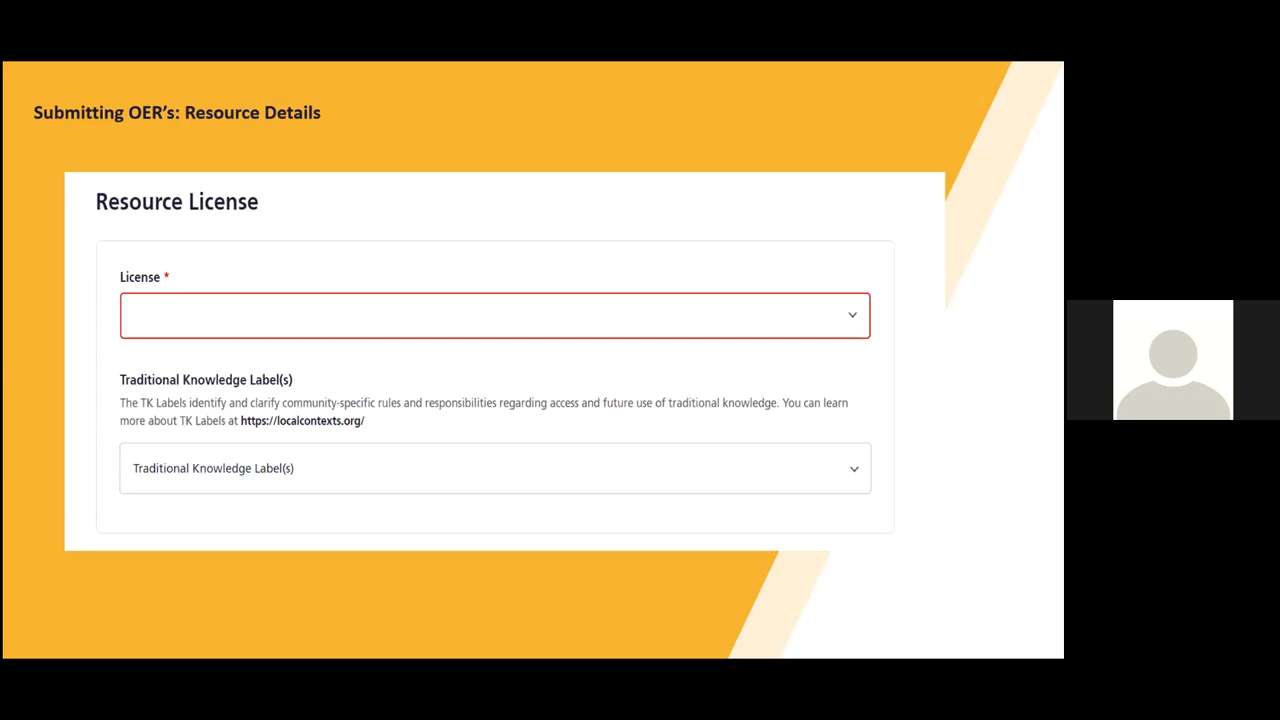 Submitting OER’s: Resource Details
Resource License
License *
Traditional Knowledge Label(s)
The TK Labels identify and clarify community-specific rules and responsibilities regarding access and future use of traditional knowledge. You can learn
more about TK Labels at https://localcontexts.org/
Traditional Knowledge Label(s)